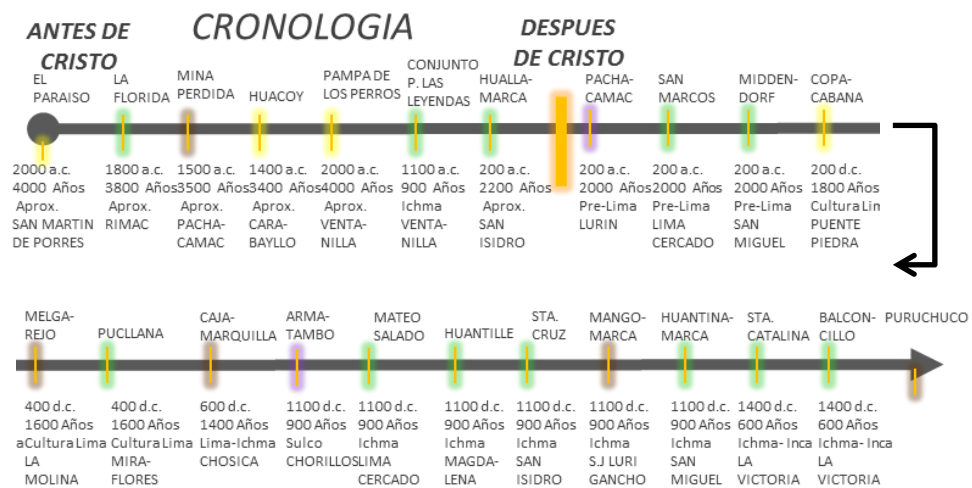 CRONOLOGIA
ANTES DE
CRISTO
DESPUES
DE CRISTO
EL
PARAISO
LA
FLORIDA
MINA
PERDIDA
HUACOY
PAMPA DE
LOS PERROS
CONJUNTO
P. LAS
LEYENDAS
HUALLA-
MARCA
PACHA-
CAMAC
SAN
MARCOS
MIDDEN-
DORF
COPA-
CABANA
2000 a.c.
4000 Años
Aprox.
SAN MARTIN
DE PORRES
1800 a.c.
3800 Años
Aprox.
RIMAC
1500 a.c.
3500 Años
Aprox.
PACHA-
CAMAC
1400 a.c.
3400 Años
Aprox.
CARA-
BAYLLO
2000 a.c.
4000 Años
Aprox.
VENTA-
NILLA
1100 a.c.
900 Años
Ichma
VENTA-
NILLA
200 a.c.
2200 Años
Aprox.
SAN
ISIDRO
200 a.c.
2000 Años
Pre-Lima
LURIN
200 a.c.
2000 Años
Pre-Lima
LIMA
CERCADO
200 a.c.
2000 Años
Pre-Lima
SAN
MIGUEL
200 d.c.
1800 Años
Cultura Lim
PUENTE
PIEDRA
MELGA-
REJO
PUCLLANA
CAJA-
MARQUILLA
ARMA-
TAMBO
MATEO
SALADO
HUANTILLE
STA.
CRUZ
MANGO-
MARCA
HUANTINA-
MARCA
STA.
CATALINA
BALCON-
CILLO
PURUCHUCO
400 d.c.
1600 Años
aCultura Lima
LA
MOLINA
400 d.c.
1600 Años
Cultura Lima
MIRA-
FLORES
600 d.c.
1400 Años
Lima-Ichma
CHOSICA
1100 d.c.
900 Años
Sulco
CHORILLOS
1100 d.c.
900 Años
Ichma
LIMA
CERCADO
1100 d.c.
900 Años
Ichma
MAGDA-
LENA
1100 d.c.
900 Años
Ichma
SAN
ISIDRO
1100 d.c.
900 Años
Ichma
S.J LURI
GANCHO
1100 d.c.
900 Años
Ichma
SAN
MIGUEL
1400 d.c.
600 Años
Ichma- Inca
LA
VICTORIA
1400 d.c.
600 Años
Ichma- Inca
LA
VICTORIA